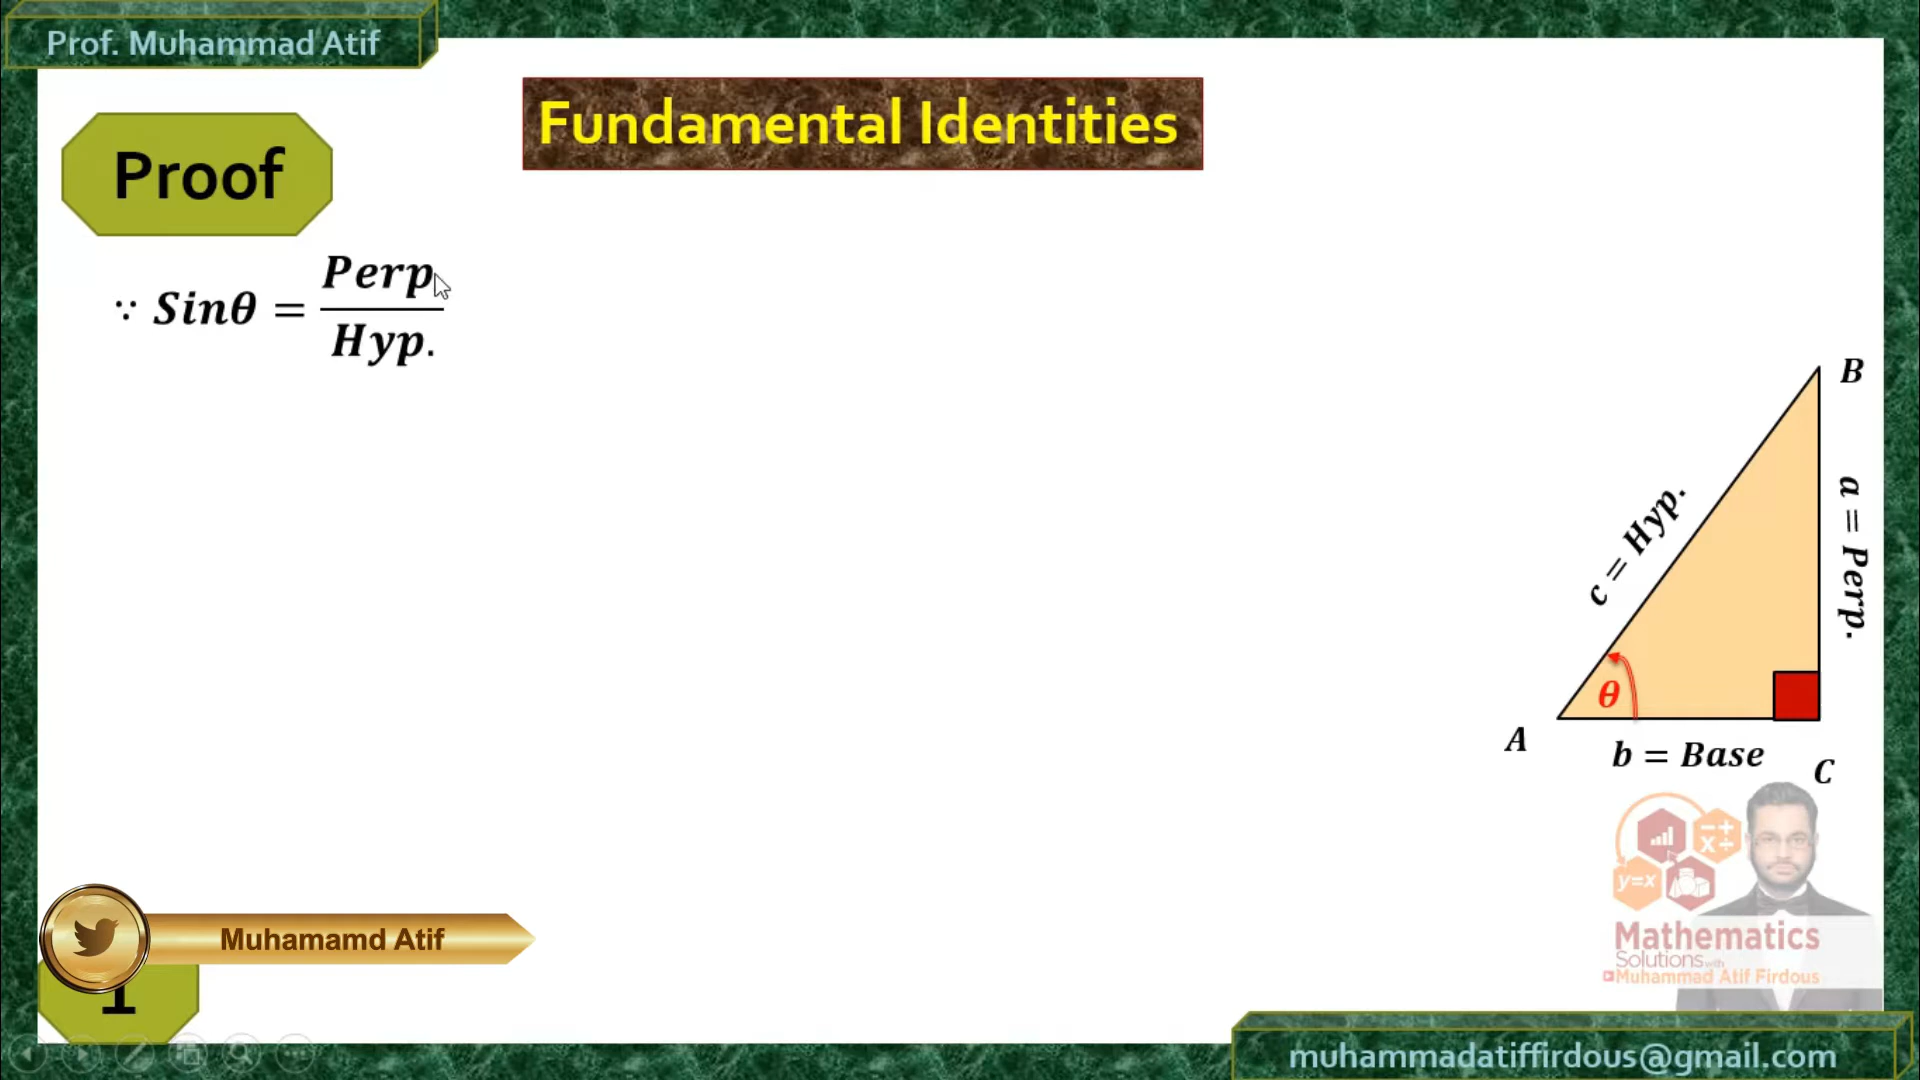 Prof. Muhammad Atif
Fundamental Identities
Proof
∵ Sinθ = Perp / Hyp.
B
c = Hyp.
a = Perp.
θ
A
b = Base
C
y=x
Mathematics
Solutions with
Muhammad Atif Firdous
Muhamamd Atif
1
muhammadatiffirdous@gmail.com